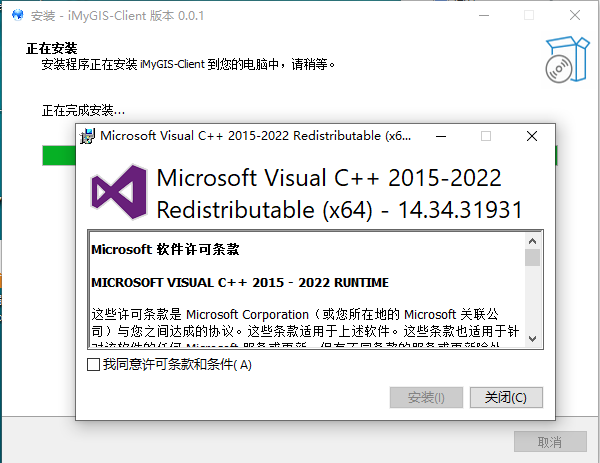 安装 - iMyGIS-Client 版本 0.0.1
正在安装
安装程序正在安装 iMyGIS-Client 到您的电脑中，请稍等。
正在完成安装...
Microsoft Visual C++ 2015-2022 Redistributable (x6...
Microsoft Visual C++ 2015-2022
Redistributable (x64) - 14.34.31931
Microsoft 软件许可条款
MICROSOFT VISUAL C++ 2015 - 2022 RUNTIME
这些许可条款是 Microsoft Corporation（或您所在地的 Microsoft 关联公
司）与您之间达成的协议。这些条款适用于上述软件。这些条款也适用于针
对该软件的任何 Microsoft 服务或更新，但有不同条款的服务或更新除外
我同意许可条款和条件( A)
安装(I)
关闭(C)
取消